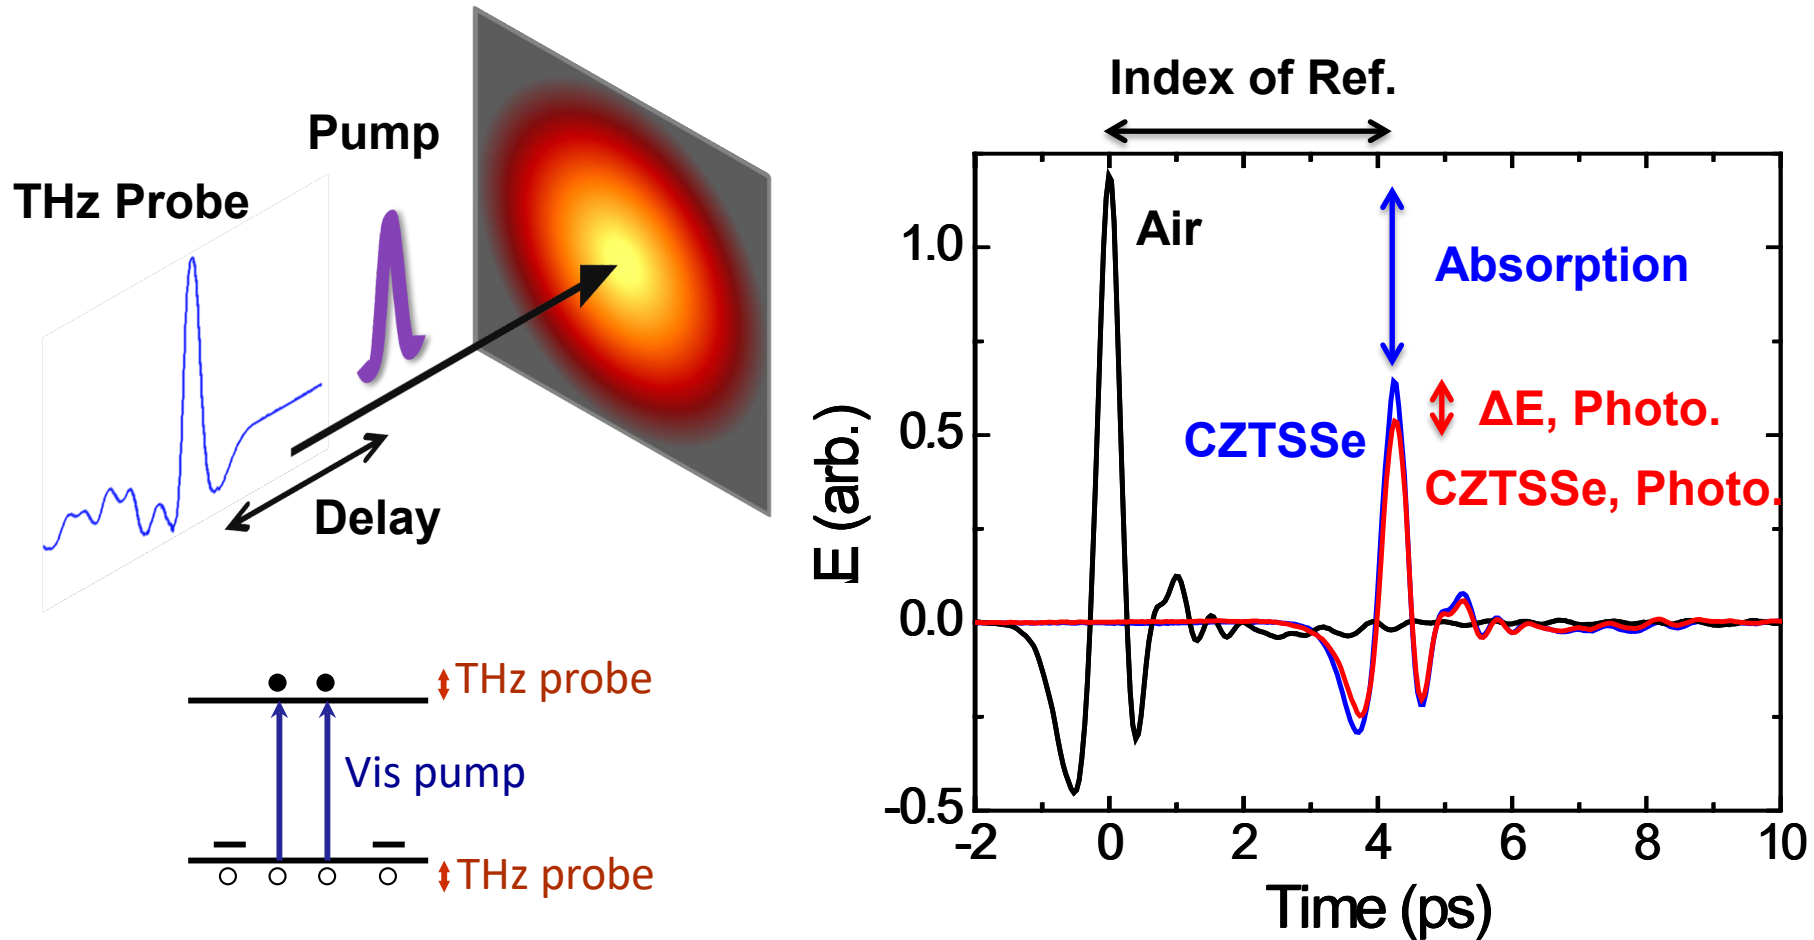 THz Probe
Pump
Delay
THz probe
Vis pump
THz probe
Index of Ref.
Air
Absorption
ΔE, Photo.
CZTSSe
CZTSSe, Photo.
E (arb.)
1.0
0.5
0.0
-0.5
-2 0 2 4 6 8 10
Time (ps)